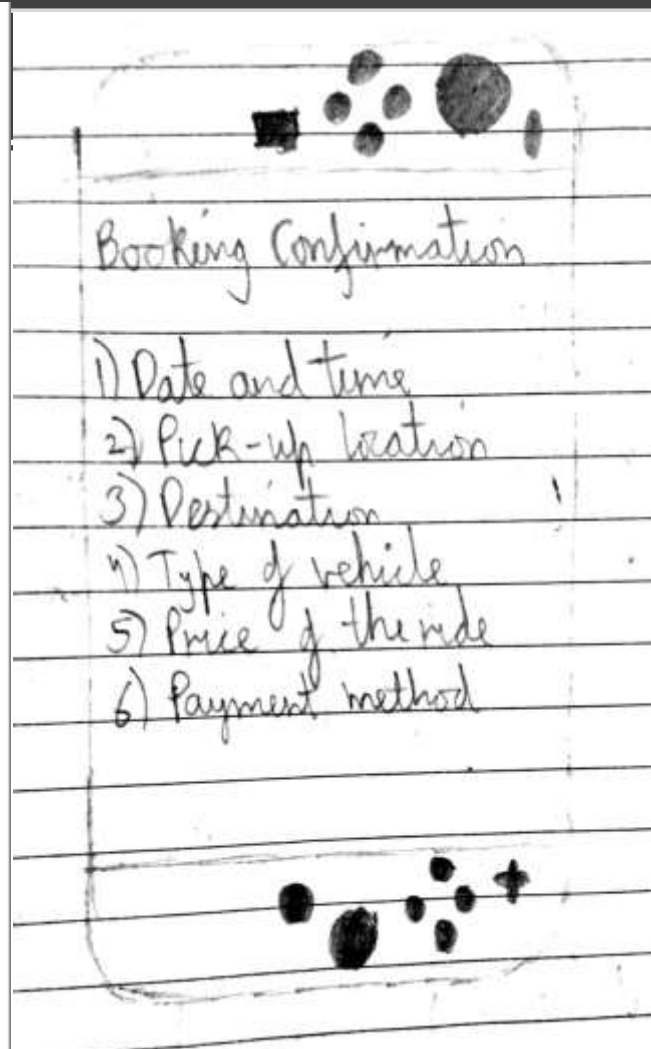 Booking Confirmation
1) Date and time
2) Pick-up location
3) Destination
4) Type of vehicle
5) Price of the ride
6) Payment method